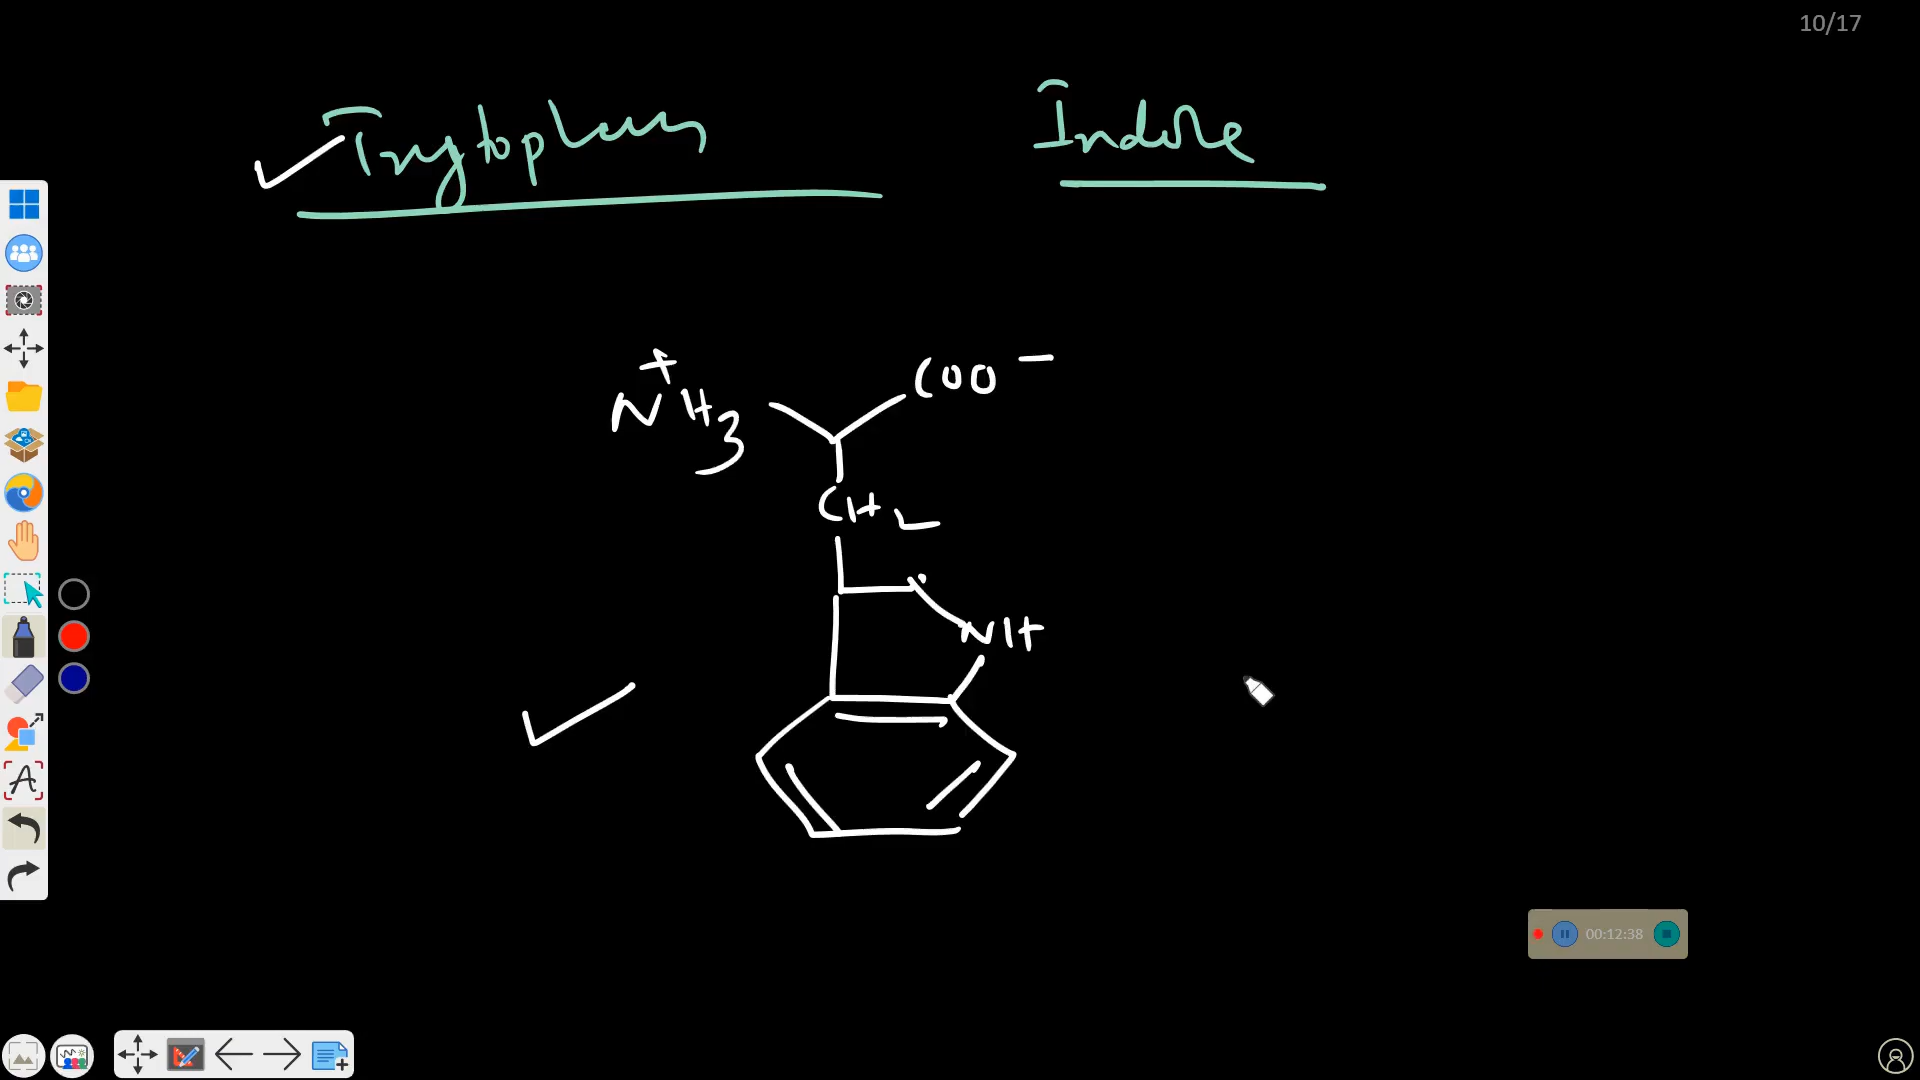 10/17
Tryptophan Indole
+
NH3 COO−
CH2
NH
00:12:38